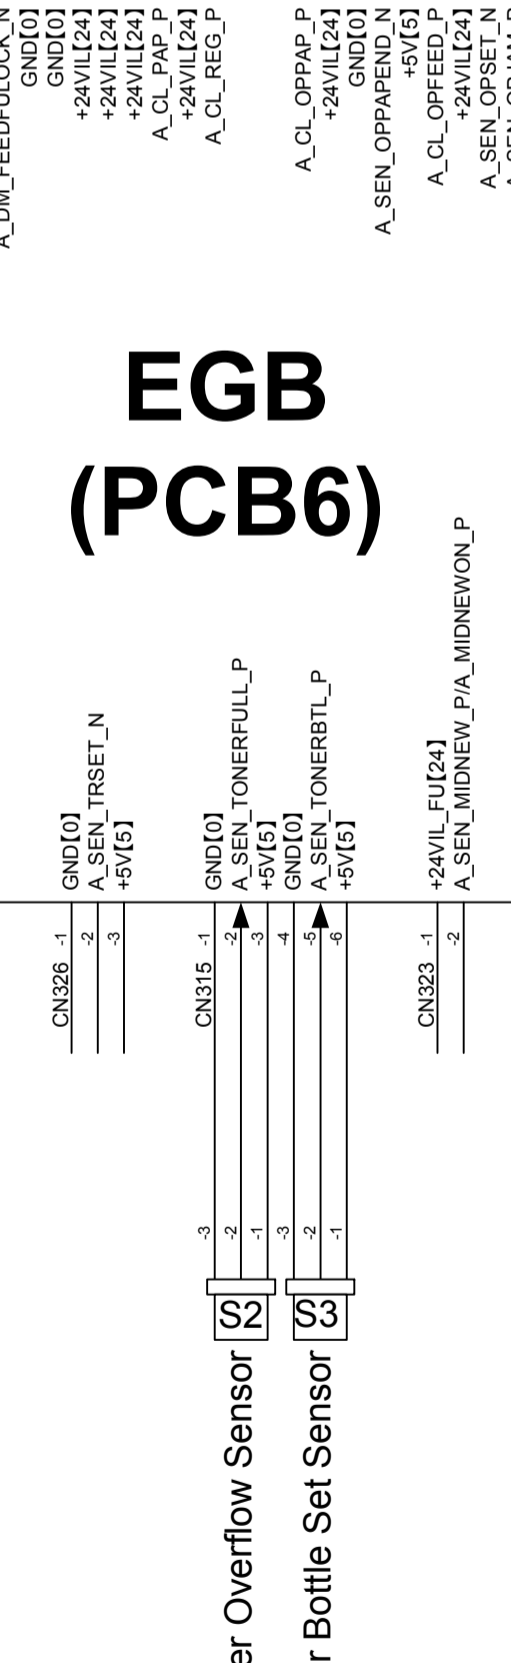 GND【0】
GND【0】
+24VIL【24】
+24VIL【24】
+24VIL【24】
A_CL_PAP_P
+24VIL【24】
A_CL_REG_P
A_CL_OPPAP_P
+24VIL【24】
GND【0】
A_SEN_OPPAPEND_N
+5V【5】
A_CL_OPFEED_P
+24VIL【24】
A_SEN_OPSET_N
EGB
(PCB6)
GND【0】
A_SEN_TRSET_N
+5V【5】
GND【0】
A_SEN_TONERFULL_P
+5V【5】
GND【0】
A_SEN_TONERBTL_P
+5V【5】
+24VIL_FU【24】
A_SEN_MIDNEW_P/A_MIDNEWON_P
CN326 -1
-2
-3
CN315 -1
-2
-3
-4
-5
-6
CN323 -1
-2
-3
-2
-1
-3
-2
-1
S2
S3
Overflow Sensor
Bottle Set Sensor